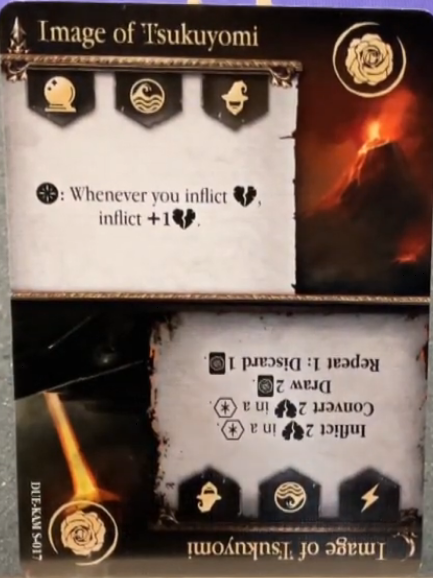 Image of Tsukuyomi
: Whenever you inflict ,
inflict +1 .
Image of Tsukuyomi
Inflict 2 in a .
Convert 2 in a .
Draw 2 .
Repeat 1: Discard 1 .
DUE-KAM S-017